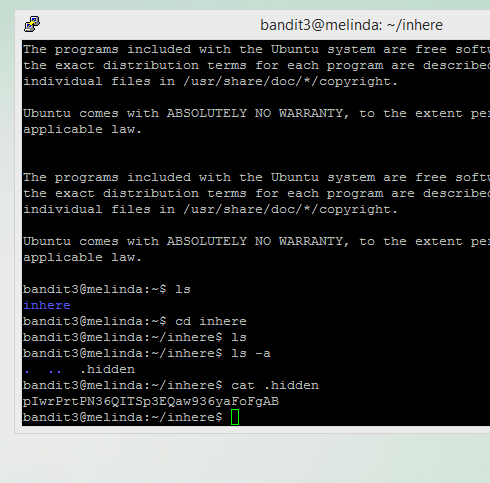 bandit3@melinda: ~/inhere
The programs included with the Ubuntu system are free soft
the exact distribution terms for each program are described
individual files in /usr/share/doc/*/copyright.
Ubuntu comes with ABSOLUTELY NO WARRANTY, to the extent per
applicable law.
The programs included with the Ubuntu system are free soft
the exact distribution terms for each program are described
individual files in /usr/share/doc/*/copyright.
Ubuntu comes with ABSOLUTELY NO WARRANTY, to the extent per
applicable law.
bandit3@melinda:~$ ls
inhere
bandit3@melinda:~$ cd inhere
bandit3@melinda:~/inhere$ ls
bandit3@melinda:~/inhere$ ls -a
.  ..  .hidden
bandit3@melinda:~/inhere$ cat .hidden
pIwrPrtPN36QITSp3EQaw936yaFoFgAB
bandit3@melinda:~/inhere$